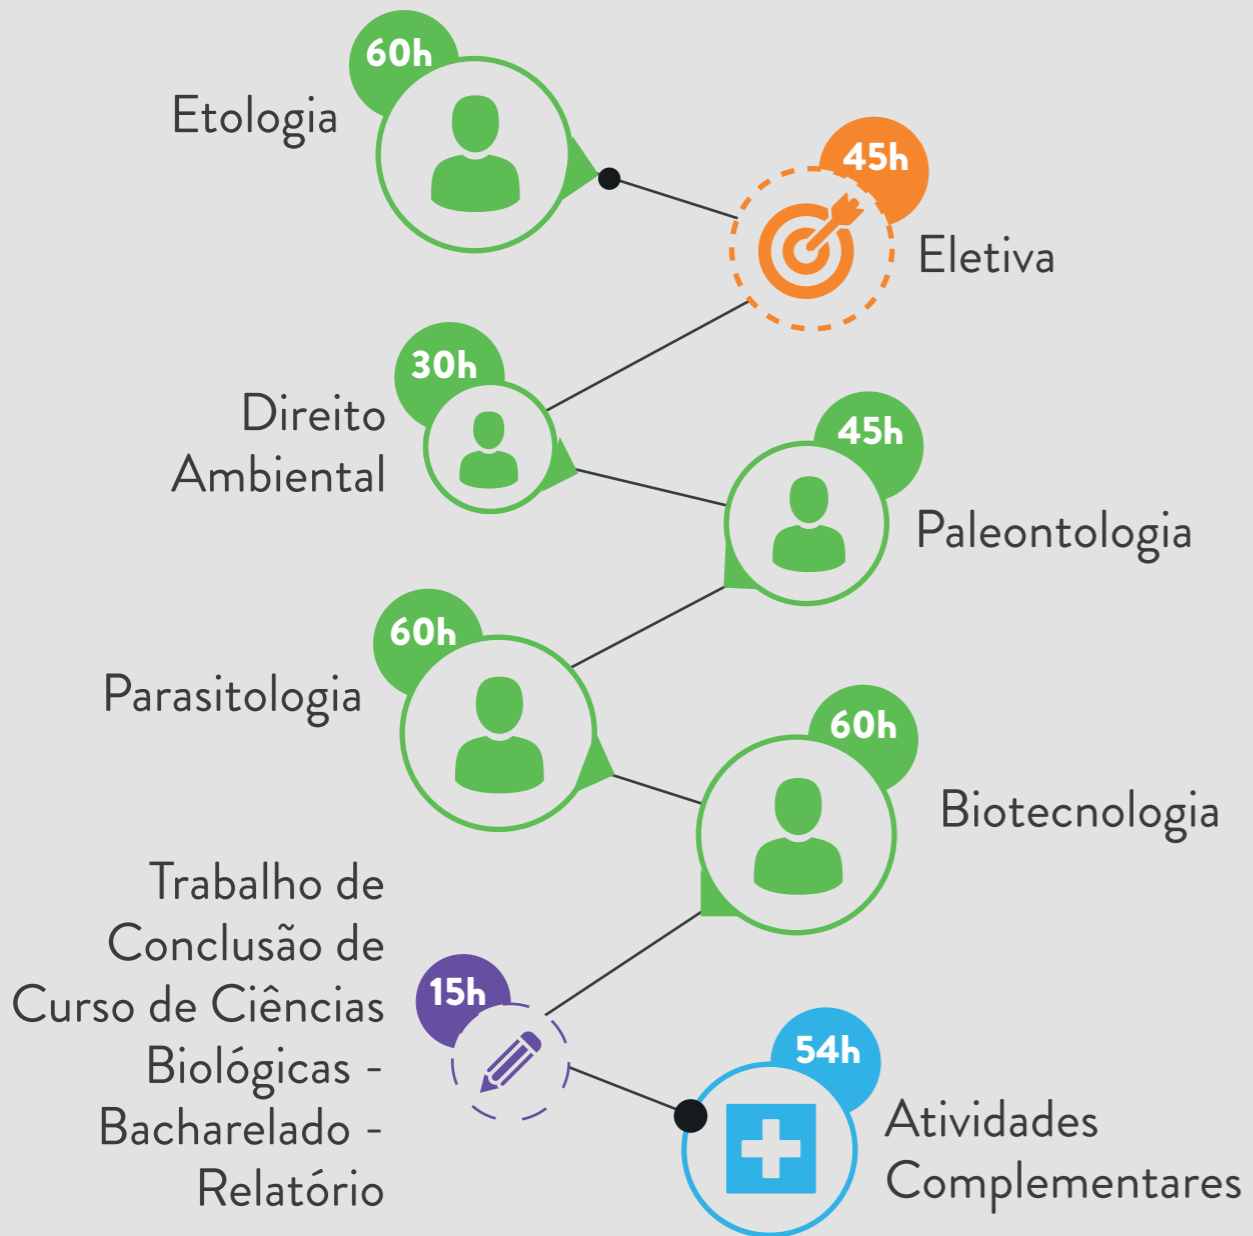 60h
Etologia
45h
Eletiva
30h
Direito
Ambiental
45h
Paleontologia
60h
Parasitologia
60h
Biotecnologia
Trabalho de
Conclusão de
Curso de Ciências
Biológicas -
Bacharelado -
Relatório
15h
54h
Atividades
Complementares